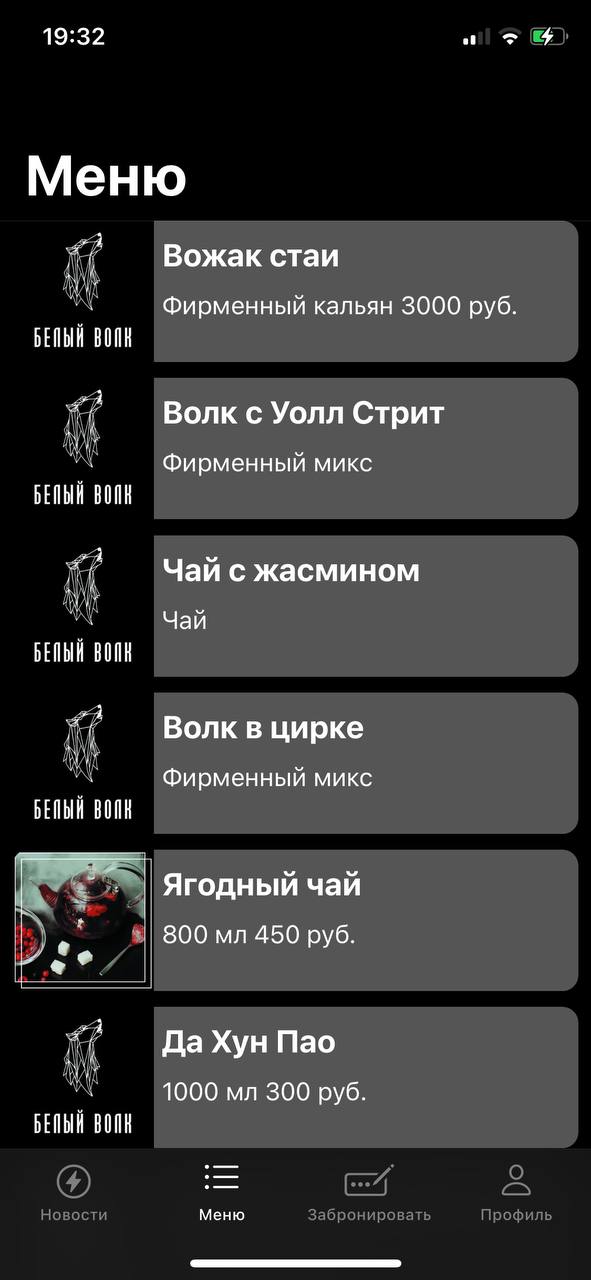 19:32
Меню
Вожак стаи
Фирменный кальян 3000 руб.
БЕЛЫЙ ВОЛК
Волк с Уолл Стрит
Фирменный микс
БЕЛЫЙ ВОЛК
Чай с жасмином
Чай
БЕЛЫЙ ВОЛК
Волк в цирке
Фирменный микс
БЕЛЫЙ ВОЛК
Ягодный чай
800 мл 450 руб.
Да Хун Пао
1000 мл 300 руб.
БЕЛЫЙ ВОЛК
Новости
Меню
Забронировать
Профиль